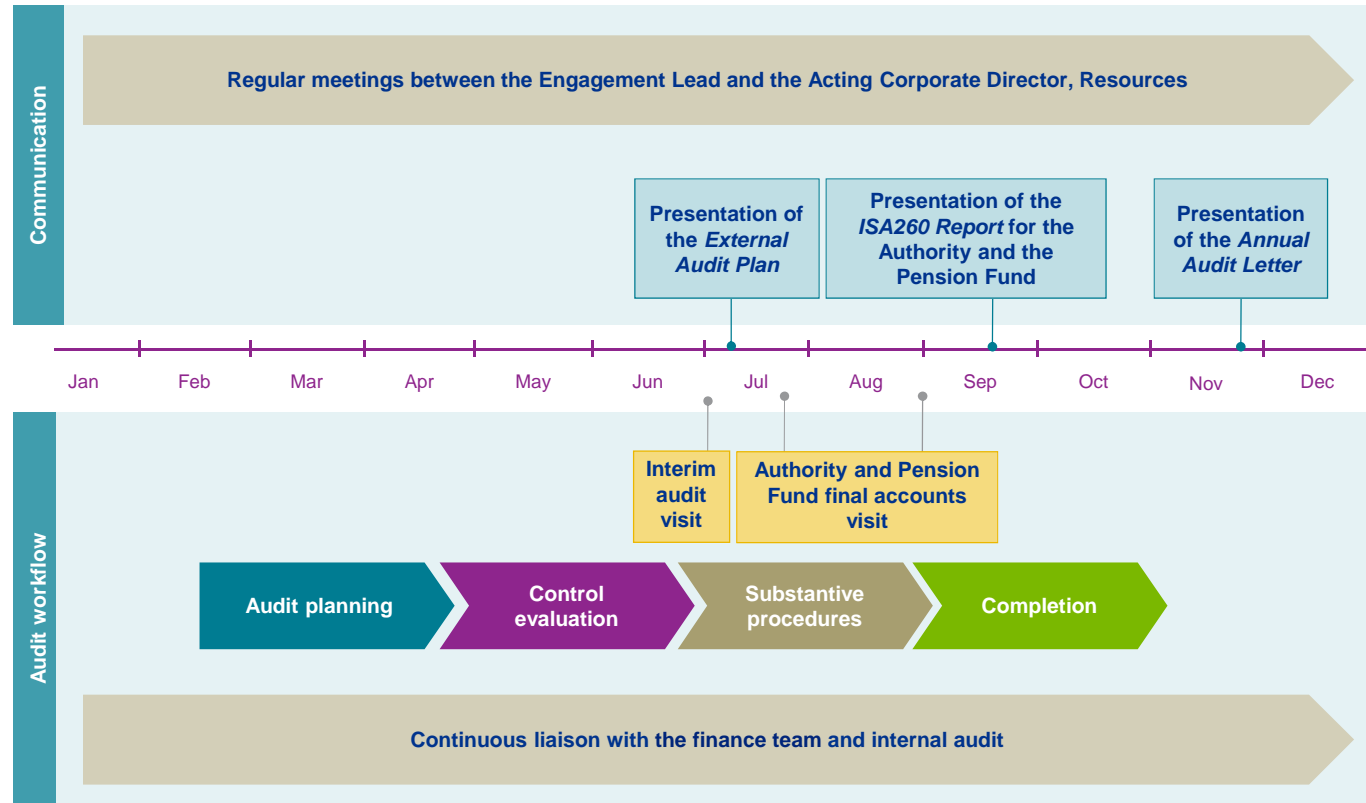 Communication
Regular meetings between the Engagement Lead and the Acting Corporate Director, Resources
Presentation of
the External
Audit Plan
Presentation of the
ISA260 Report for the
Authority and the
Pension Fund
Presentation
of the Annual
Audit Letter
Jan Feb Mar Apr May Jun Jul Aug Sep Oct Nov Dec
Audit workflow
Interim
audit
visit
Authority and Pension
Fund final accounts
visit
Audit planning
Control
evaluation
Substantive
procedures
Completion
Continuous liaison with the finance team and internal audit